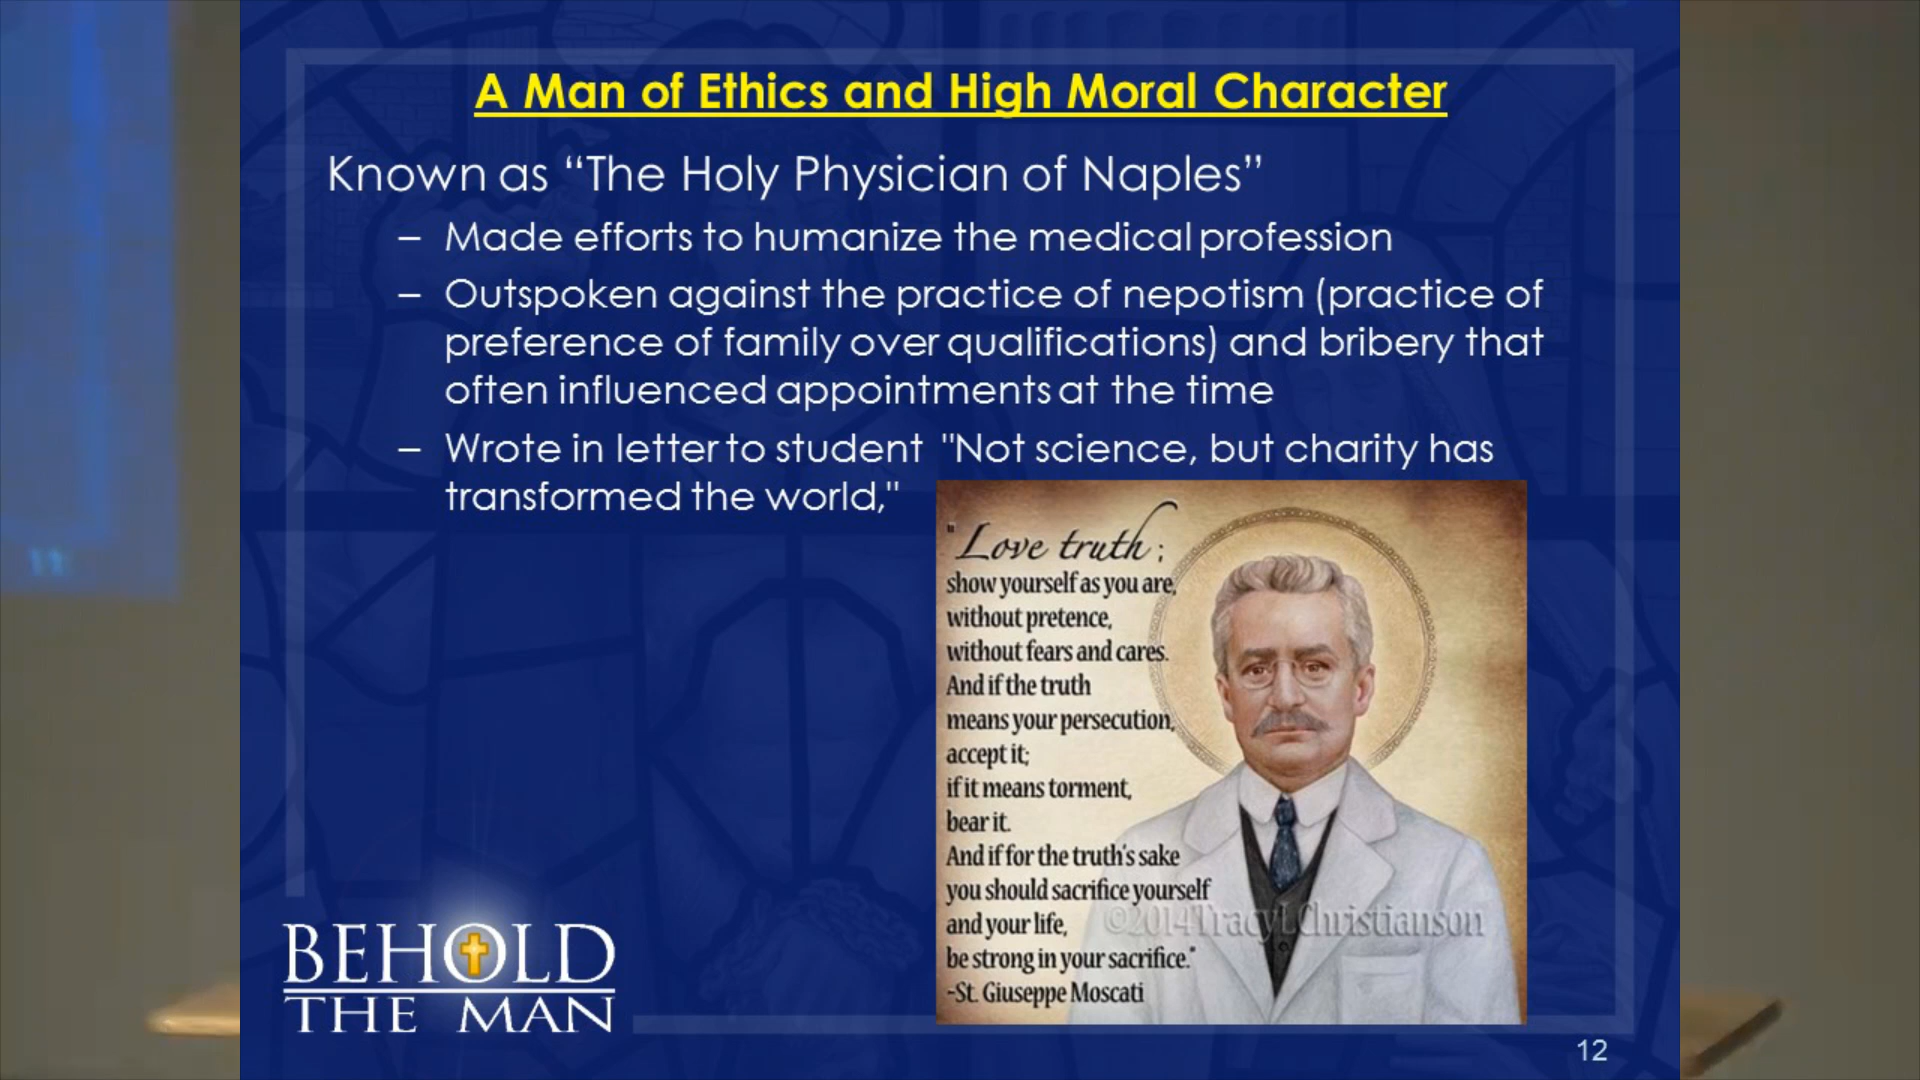 A Man of Ethics and High Moral Character
Known as “The Holy Physician of Naples”
– Made efforts to humanize the medical profession
– Outspoken against the practice of nepotism (practice of
preference of family over qualifications) and bribery that
often influenced appointments at the time
– Wrote in letter to student "Not science, but charity has
transformed the world,"
"Love truth;
show yourself as you are,
without pretence,
without fears and cares.
And if the truth
means your persecution,
accept it;
if it means torment,
bear it.
And if for the truth's sake
you should sacrifice yourself
and your life,
be strong in your sacrifice."
-St. Giuseppe Moscati
©2014TracyLChristianson
BEHOLD
THE MAN
12